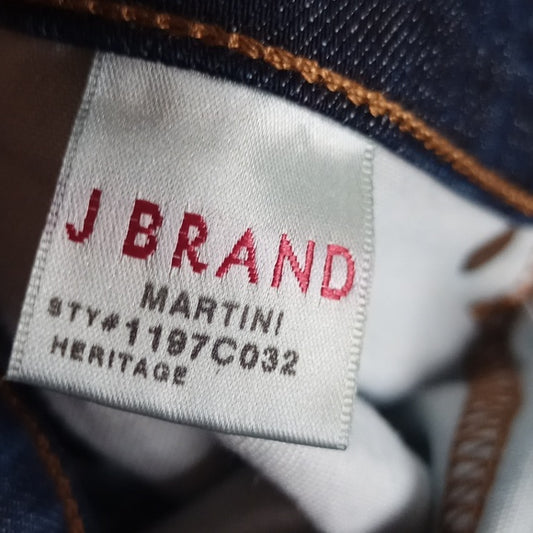 J BRAND
MARTINI
STY#1197C032
HERITAGE